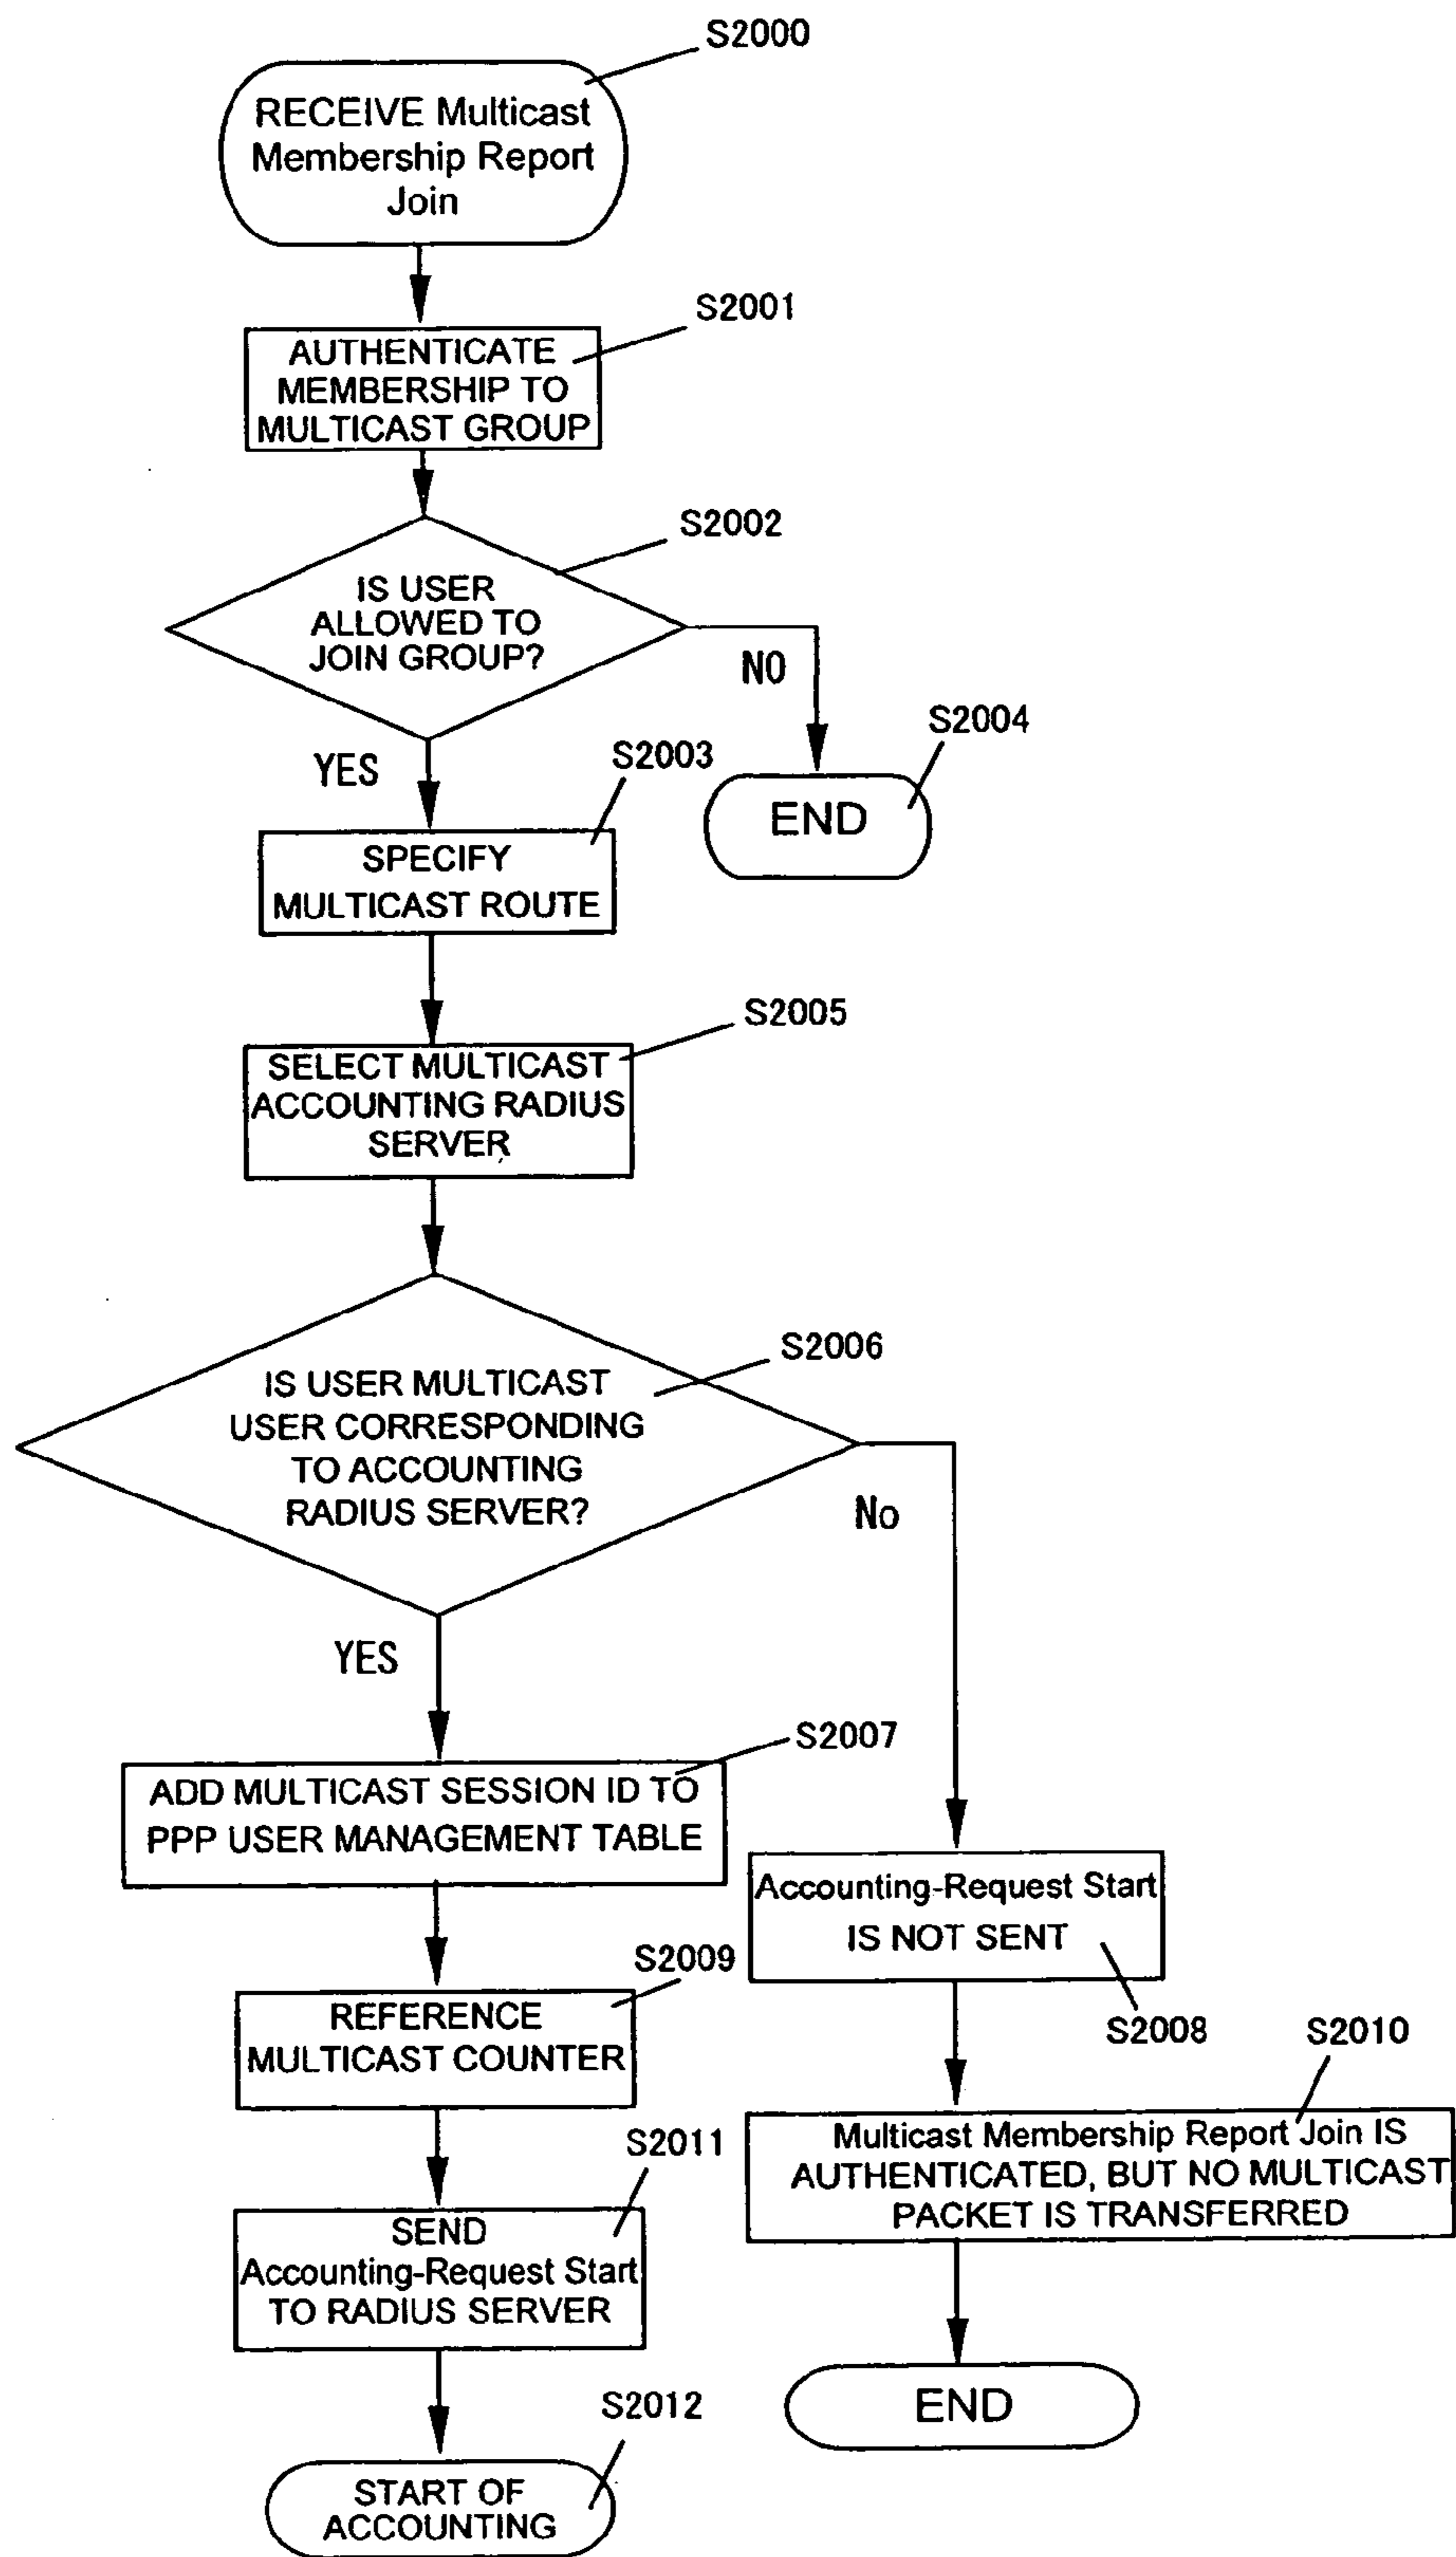 S2000
RECEIVE Multicast
Membership Report
Join
S2001
AUTHENTICATE
MEMBERSHIP TO
MULTICAST GROUP
S2002
IS USER
ALLOWED TO
JOIN GROUP?
NO
S2004
END
YES
S2003
SPECIFY
MULTICAST ROUTE
S2005
SELECT MULTICAST
ACCOUNTING RADIUS
SERVER
S2006
IS USER MULTICAST
USER CORRESPONDING
TO ACCOUNTING
RADIUS SERVER?
No
YES
S2007
ADD MULTICAST SESSION ID TO
PPP USER MANAGEMENT TABLE
Accounting-Request Start
IS NOT SENT
S2008
S2009
REFERENCE
MULTICAST COUNTER
S2010
Multicast Membership Report Join IS
AUTHENTICATED, BUT NO MULTICAST
PACKET IS TRANSFERRED
S2011
SEND
Accounting-Request Start
TO RADIUS SERVER
END
S2012
START OF
ACCOUNTING